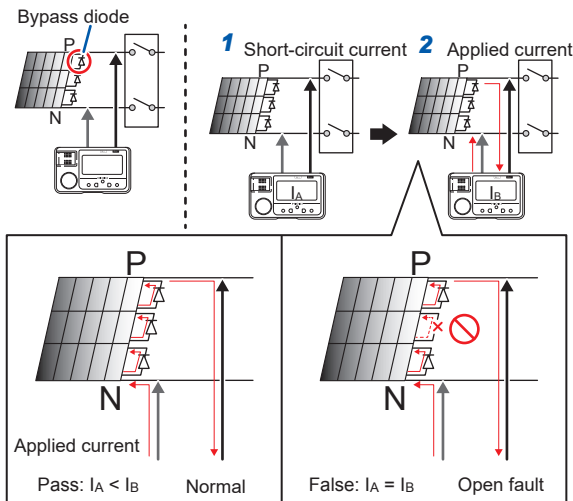 Bypass diode
P
N
1 Short-circuit current
P
N
IA
2 Applied current
P
N
IB
P
N
Applied current
Pass: IA < IB
Normal
P
N
False: IA = IB
Open fault